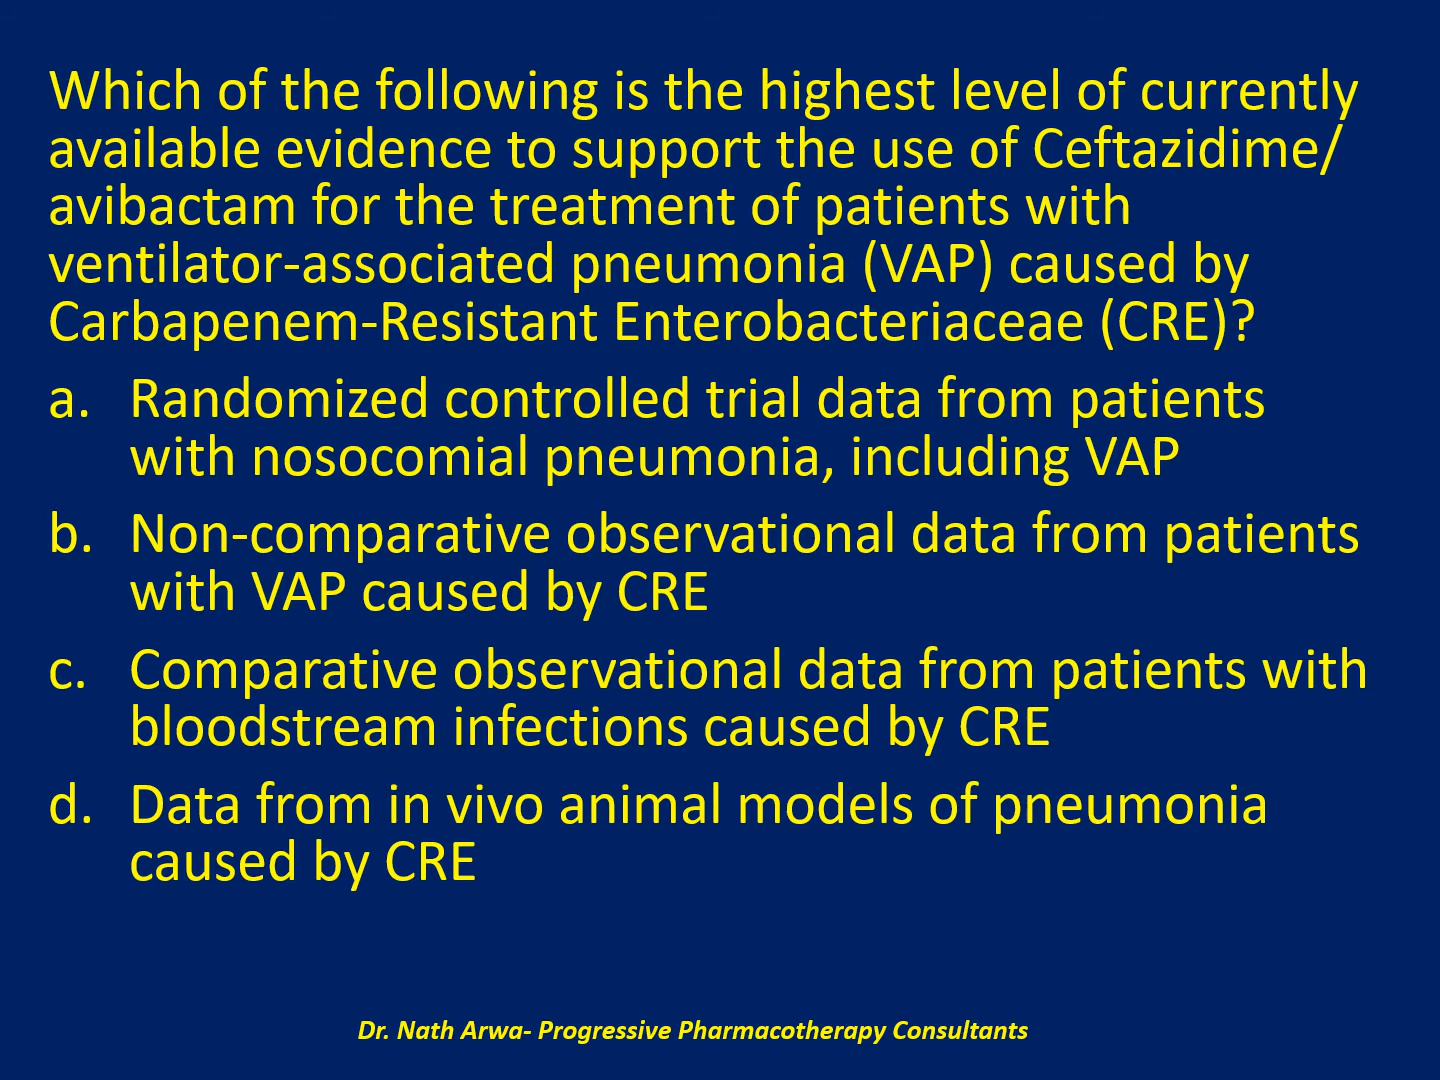 Which of the following is the highest level of currently
available evidence to support the use of Ceftazidime/
avibactam for the treatment of patients with
ventilator-associated pneumonia (VAP) caused by
Carbapenem-Resistant Enterobacteriaceae (CRE)?
a. Randomized controlled trial data from patients
with nosocomial pneumonia, including VAP
b. Non-comparative observational data from patients
with VAP caused by CRE
c. Comparative observational data from patients with
bloodstream infections caused by CRE
d. Data from in vivo animal models of pneumonia
caused by CRE
Dr. Nath Arwa- Progressive Pharmacotherapy Consultants